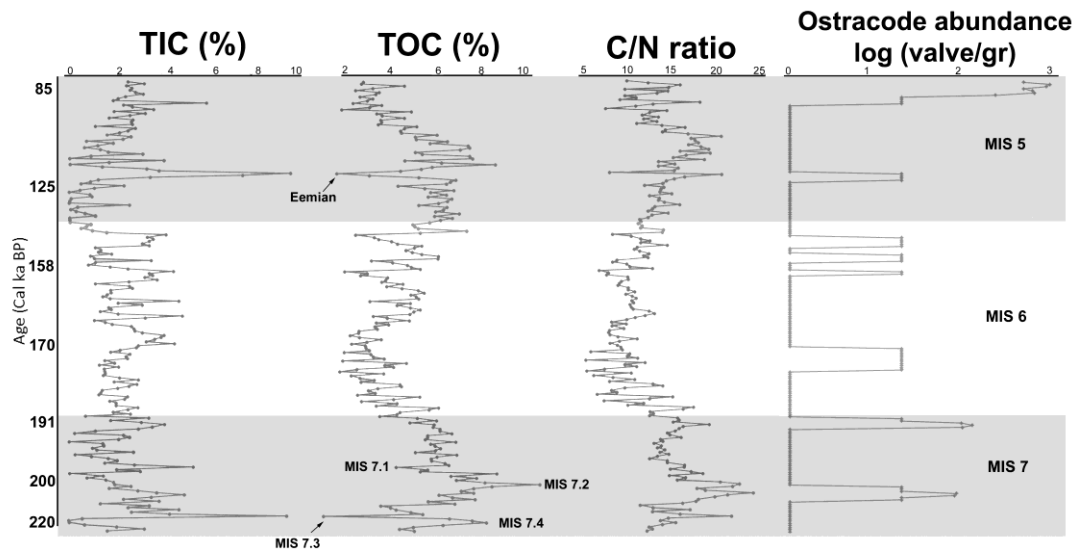 TIC (%)
TOC (%)
C/N ratio
Ostracode abundance
log (valve/gr)
0 2 4 6 8 10
2 4 6 8 10
5 10 15 20 25
0 1 2 3
Age (Cal ka BP)
85
125
158
170
191
200
220
Eemian
MIS 7.1
MIS 7.2
MIS 7.4
MIS 7.3
MIS 5
MIS 6
MIS 7